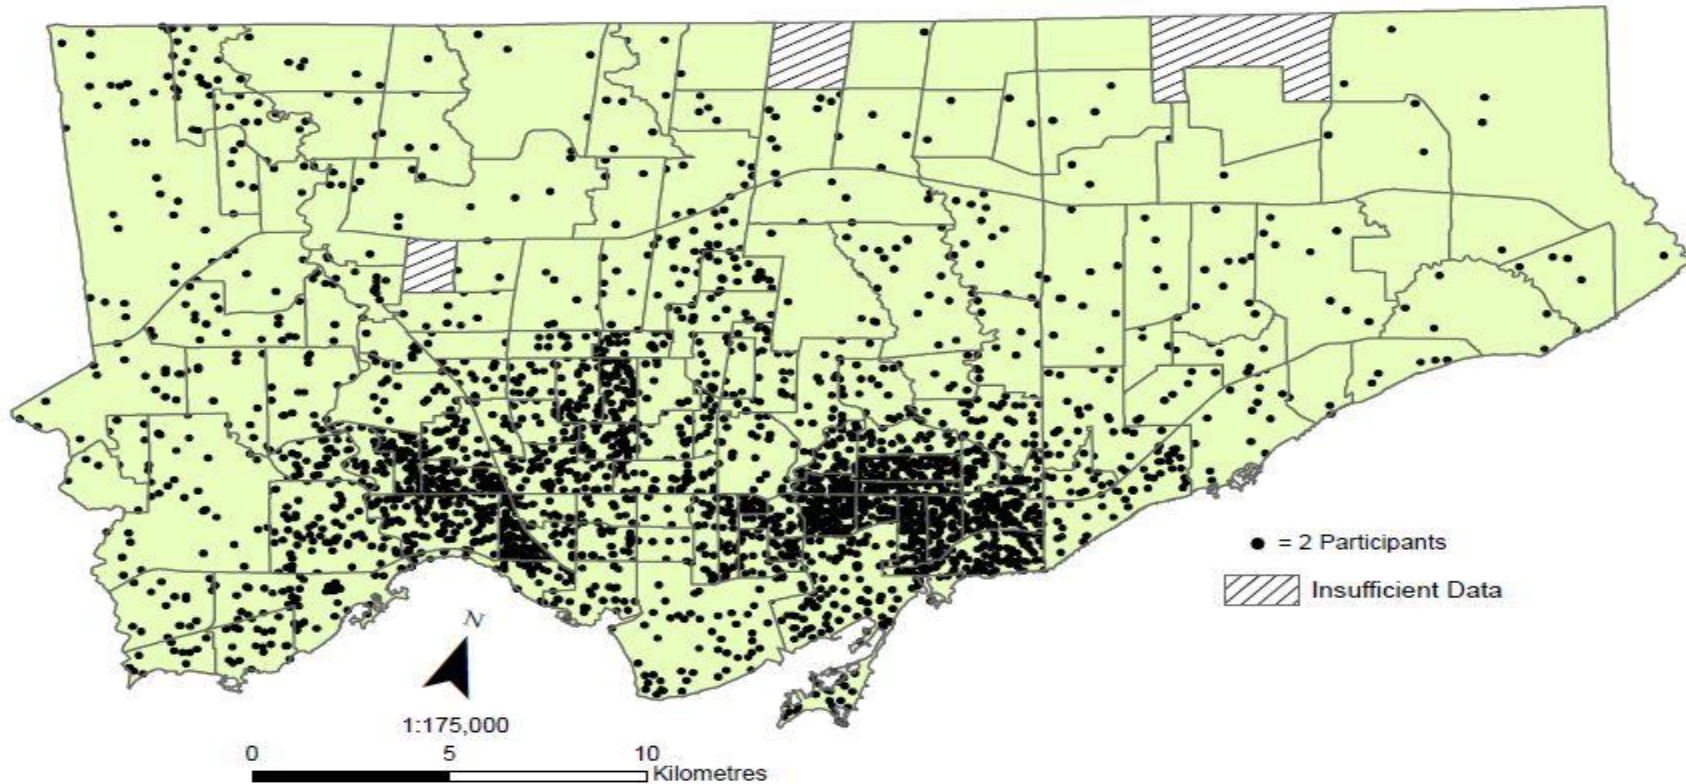 = 2 Participants
Insufficient Data
N
1:175,000
0 5 10
Kilometres